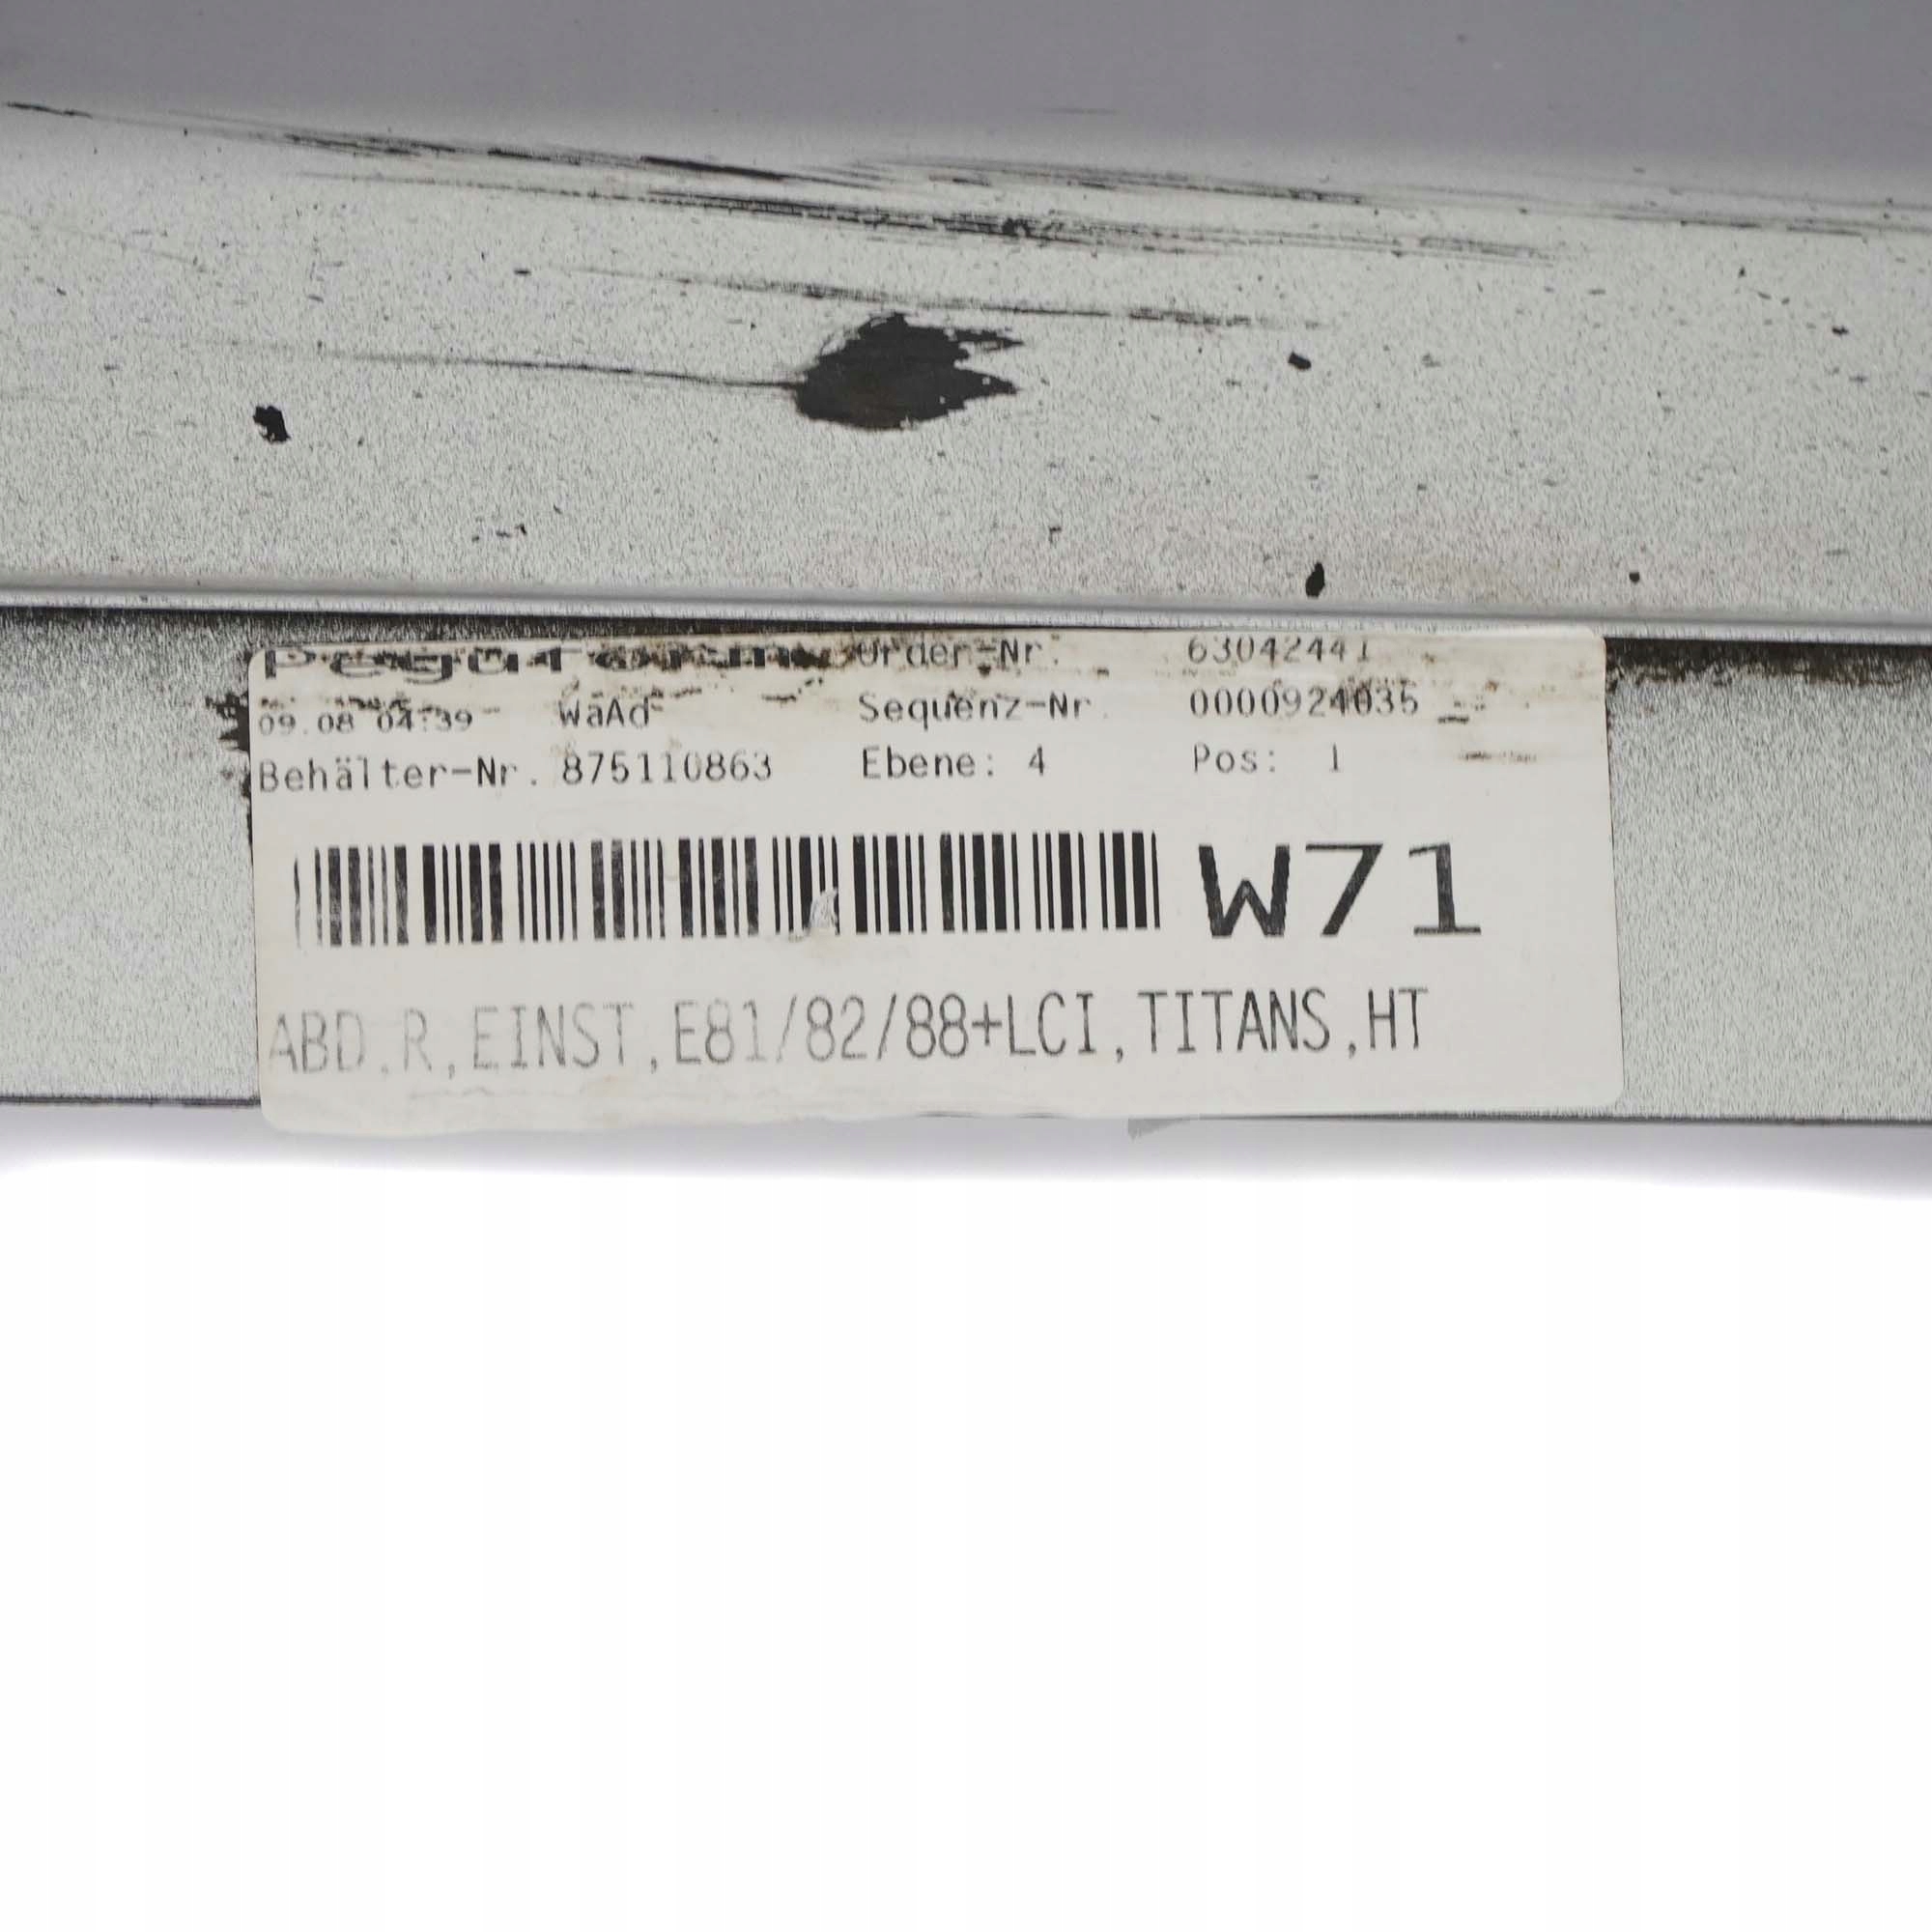 Order-Nr. 63042441
09.08 04:39 WaAd Sequenz-Nr. 0000924035
Behälter-Nr. 875110863 Ebene: 4 Pos: 1
W71
ABD,R,EINST,E81/82/88+LCI,TITANS,HT